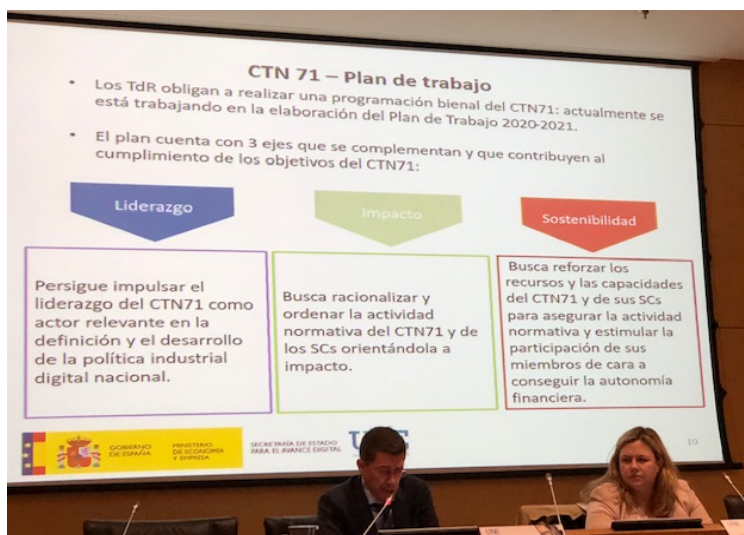 CTN 71 – Plan de trabajo
• Los TdR obligan a realizar una programación bienal del CTN71: actualmente se
está trabajando en la elaboración del Plan de Trabajo 2020-2021.
• El plan cuenta con 3 ejes que se complementan y que contribuyen al
cumplimiento de los objetivos del CTN71:
Liderazgo
Impacto
Sostenibilidad
Persigue impulsar el
liderazgo del CTN71 como
actor relevante en la
definición y el desarrollo
de la política industrial
digital nacional.
Busca racionalizar y
ordenar la actividad
normativa del CTN71 y de
los SCs orientándola a
impacto.
Busca reforzar los
recursos y las capacidades
del CTN71 y de sus SCs
para asegurar la actividad
normativa y estimular la
participación de sus
miembros de cara a
conseguir la autonomía
financiera.
GOBIERNO
DE ESPAÑA
MINISTERIO
DE ECONOMÍA
Y EMPRESA
SECRETARÍA DE ESTADO
PARA EL AVANCE DIGITAL
10